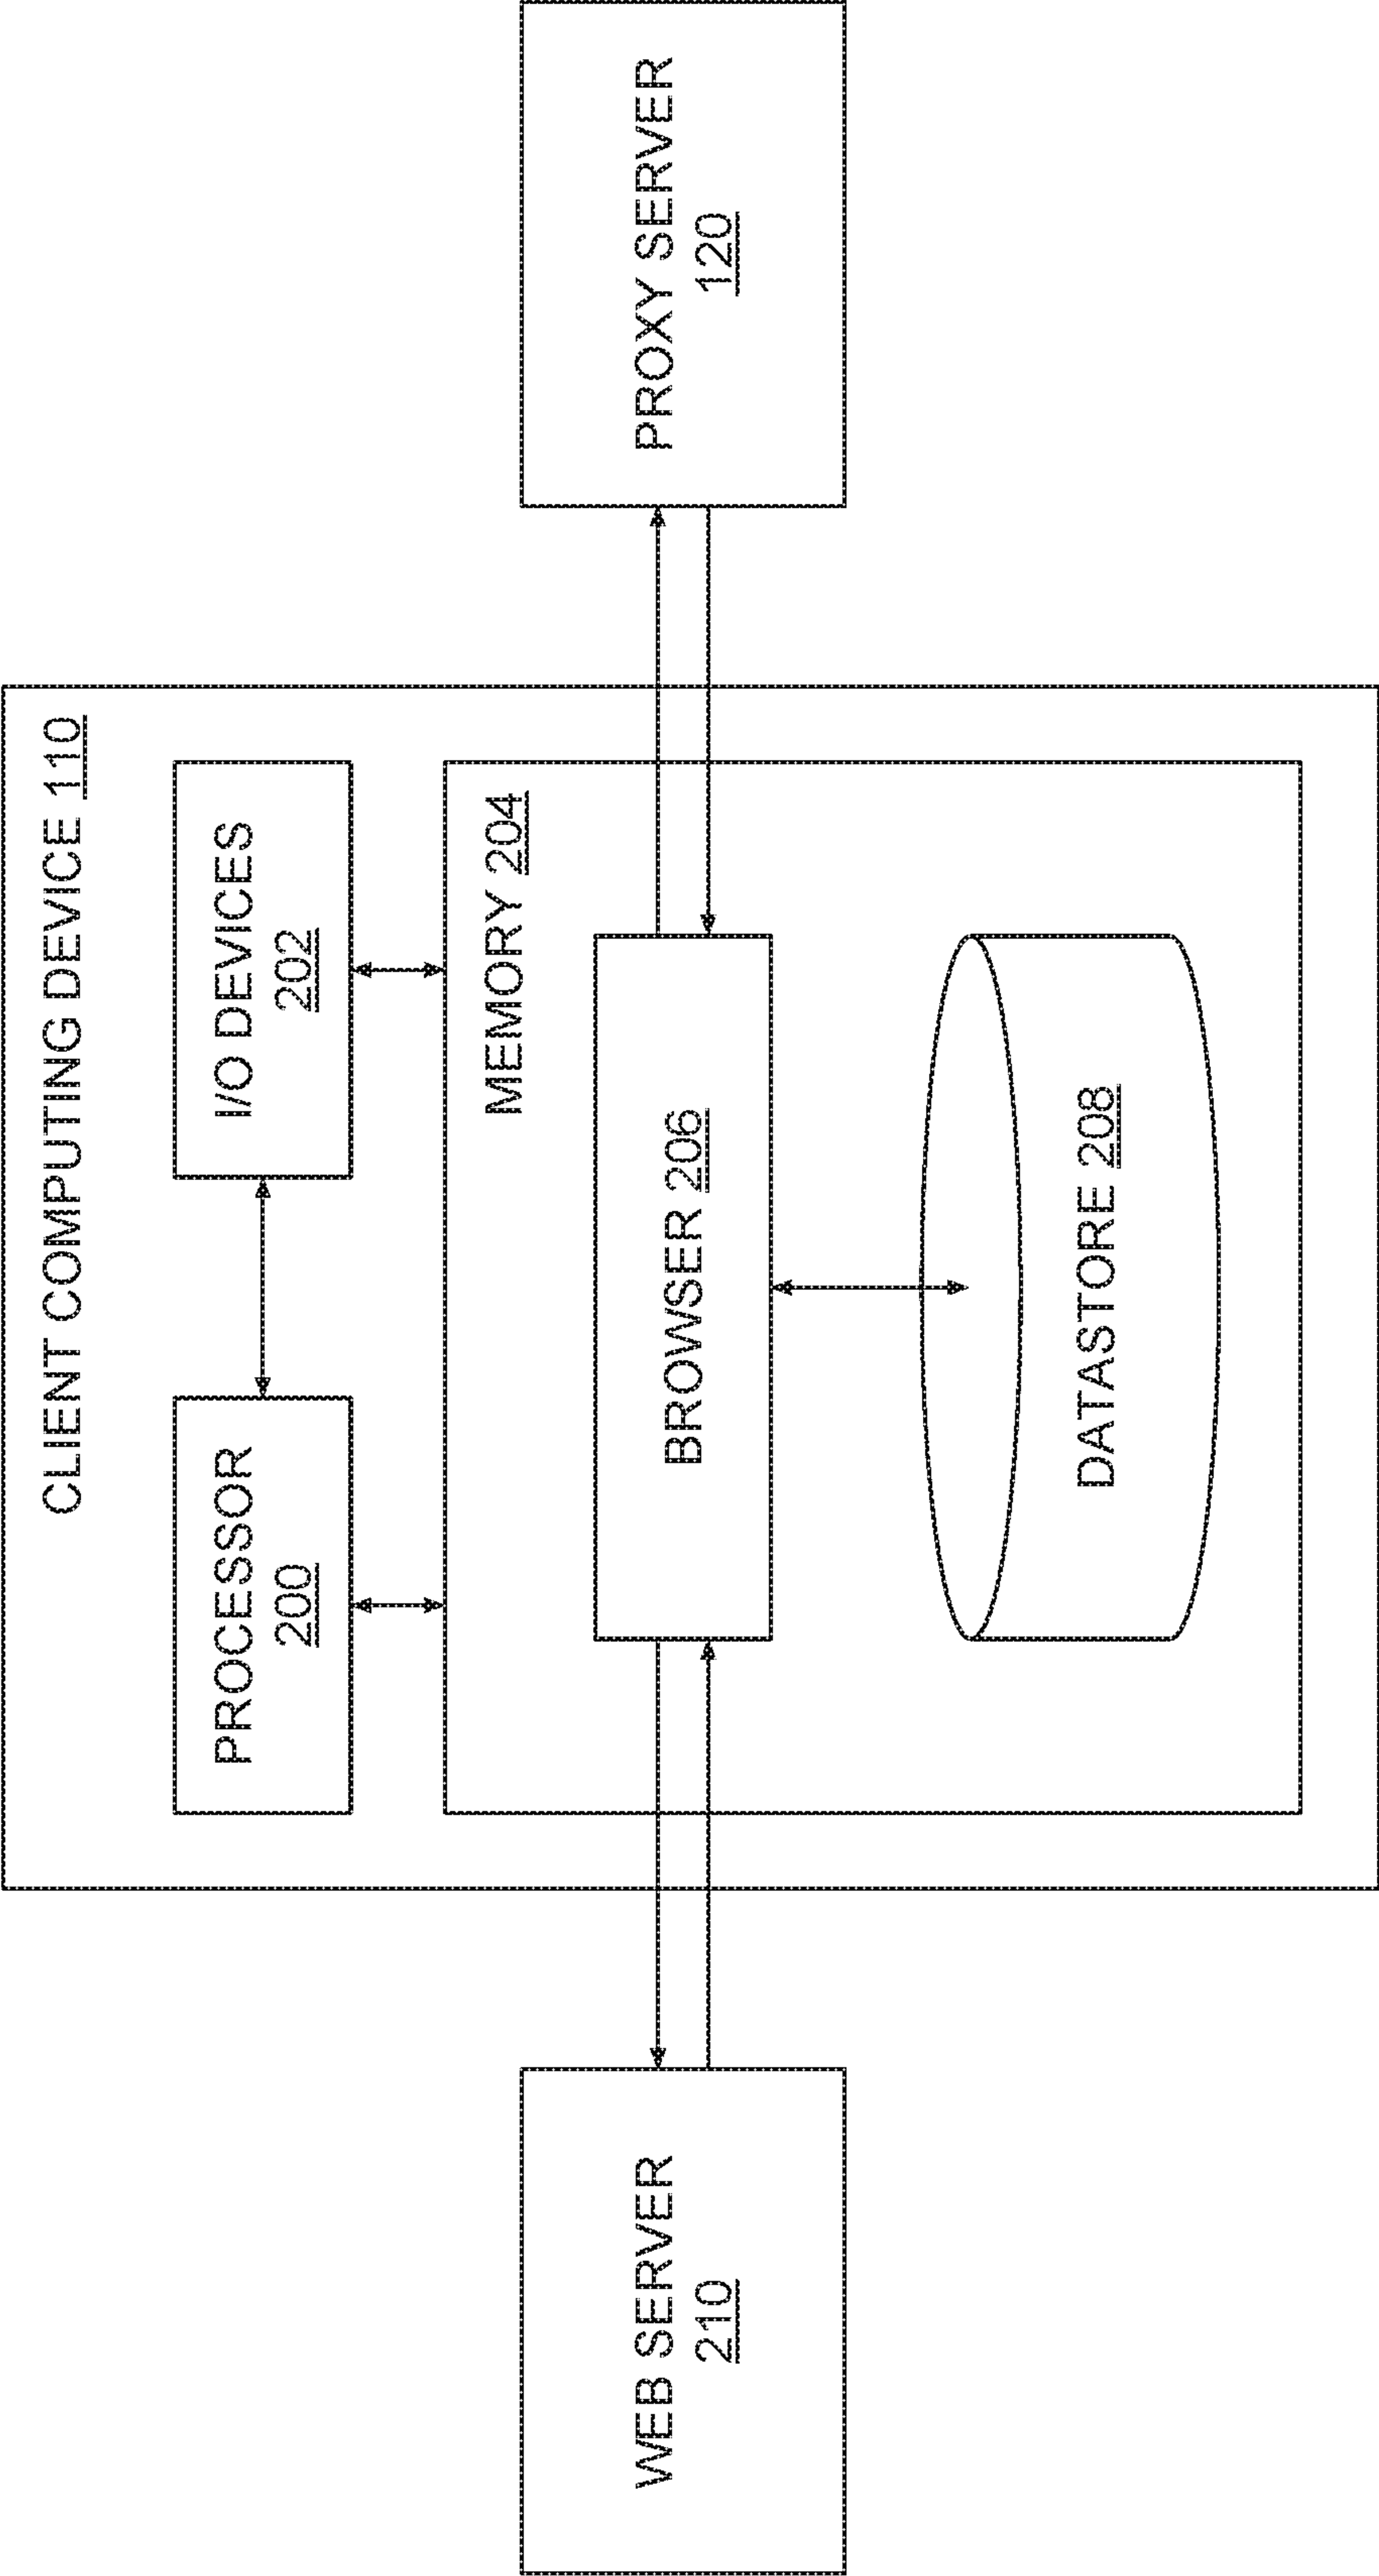 CLIENT COMPUTING DEVICE 110
PROCESSOR
200
I/O DEVICES
202
MEMORY 204
WEB SERVER
210
BROWSER 206
PROXY SERVER
120
DATASTORE 208